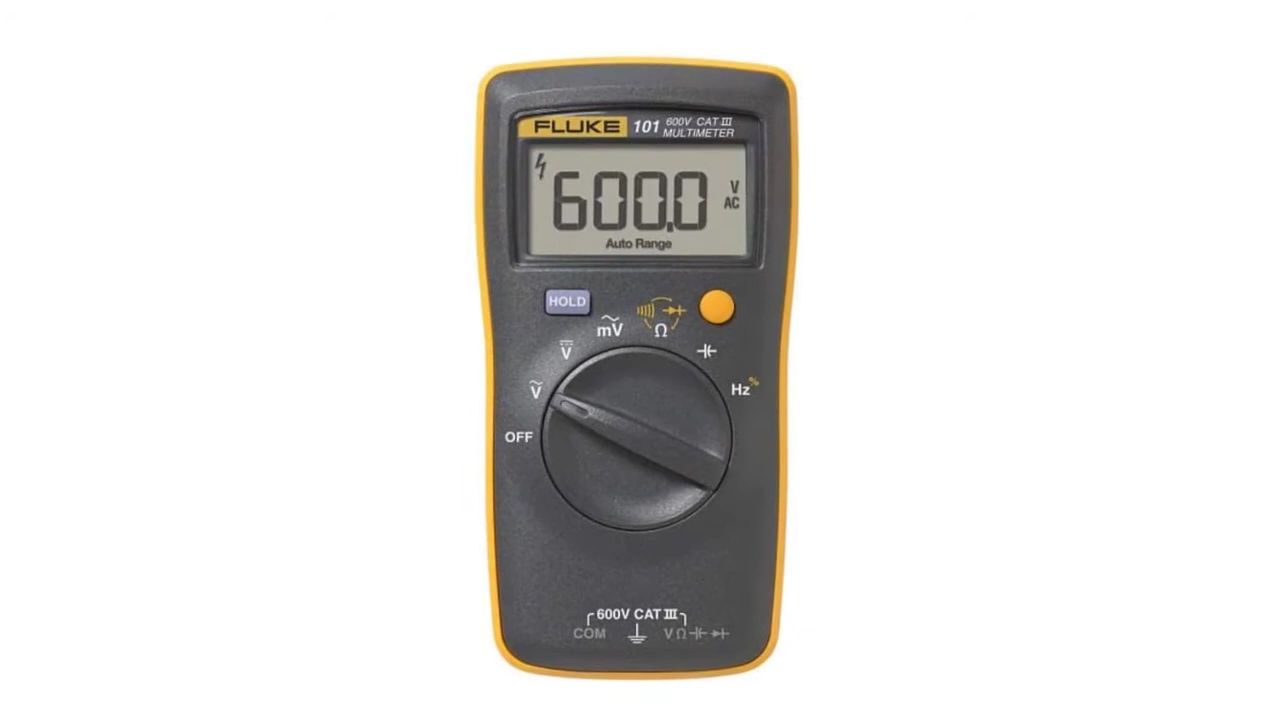 FLUKE 101 600V CAT III
MULTIMETER
600.0 V
AC
Auto Range
HOLD
mV
Ω
V
V
Hz%
OFF
600V CAT III
COM V Ω